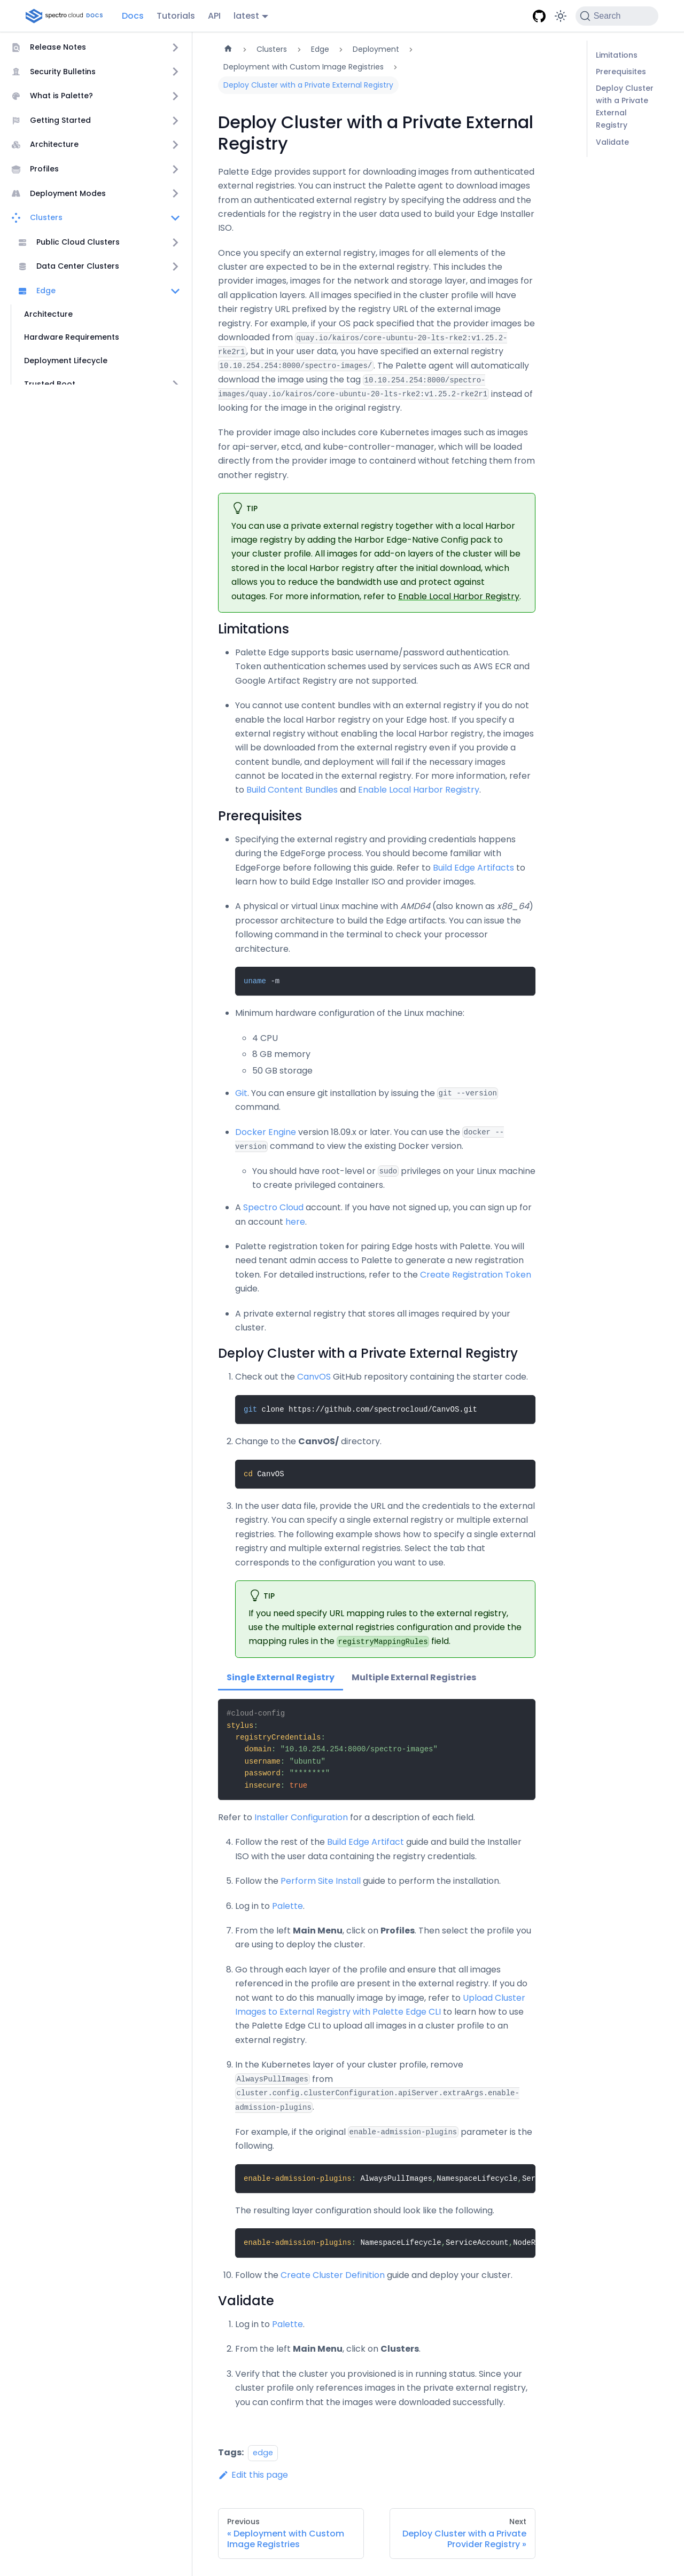 spectro cloud DOCS
Docs
Tutorials
API
latest
Search
Release Notes
Security Bulletins
What is Palette?
Getting Started
Architecture
Profiles
Deployment Modes
Clusters
Public Cloud Clusters
Data Center Clusters
Edge
Architecture
Hardware Requirements
Deployment Lifecycle
Trusted Boot
Clusters
Edge
Deployment
Deployment with Custom Image Registries
Deploy Cluster with a Private External Registry
Deploy Cluster with a Private External
Registry
Palette Edge provides support for downloading images from authenticated
external registries. You can instruct the Palette agent to download images
from an authenticated external registry by specifying the address and the
credentials for the registry in the user data used to build your Edge Installer
ISO.
Once you specify an external registry, images for all elements of the
cluster are expected to be in the external registry. This includes the
provider images, images for the network and storage layer, and images for
all application layers. All images specified in the cluster profile will have
their registry URL prefixed by the registry URL of the external image
registry. For example, if your OS pack specified that the provider images be
downloaded from quay.io/kairos/core-ubuntu-20-lts-rke2:v1.25.2-
rke2r1, but in your user data, you have specified an external registry
10.10.254.254:8000/spectro-images/. The Palette agent will automatically
download the image using the tag 10.10.254.254:8000/spectro-
images/quay.io/kairos/core-ubuntu-20-lts-rke2:v1.25.2-rke2r1 instead of
looking for the image in the original registry.
The provider image also includes core Kubernetes images such as images
for api-server, etcd, and kube-controller-manager, which will be loaded
directly from the provider image to containerd without fetching them from
another registry.
TIP
You can use a private external registry together with a local Harbor
image registry by adding the Harbor Edge-Native Config pack to
your cluster profile. All images for add-on layers of the cluster will be
stored in the local Harbor registry after the initial download, which
allows you to reduce the bandwidth use and protect against
outages. For more information, refer to Enable Local Harbor Registry.
Limitations
Palette Edge supports basic username/password authentication.
Token authentication schemes used by services such as AWS ECR and
Google Artifact Registry are not supported.
You cannot use content bundles with an external registry if you do not
enable the local Harbor registry on your Edge host. If you specify a
external registry without enabling the local Harbor registry, the images
will be downloaded from the external registry even if you provide a
content bundle, and deployment will fail if the necessary images
cannot be located in the external registry. For more information, refer
to Build Content Bundles and Enable Local Harbor Registry.
Prerequisites
Specifying the external registry and providing credentials happens
during the EdgeForge process. You should become familiar with
EdgeForge before following this guide. Refer to Build Edge Artifacts to
learn how to build Edge Installer ISO and provider images.
A physical or virtual Linux machine with AMD64 (also known as x86_64)
processor architecture to build the Edge artifacts. You can issue the
following command in the terminal to check your processor
architecture.
uname -m
Minimum hardware configuration of the Linux machine:
4 CPU
8 GB memory
50 GB storage
Git. You can ensure git installation by issuing the git --version
command.
Docker Engine version 18.09.x or later. You can use the docker --
version command to view the existing Docker version.
You should have root-level or sudo privileges on your Linux machine
to create privileged containers.
A Spectro Cloud account. If you have not signed up, you can sign up for
an account here.
Palette registration token for pairing Edge hosts with Palette. You will
need tenant admin access to Palette to generate a new registration
token. For detailed instructions, refer to the Create Registration Token
guide.
A private external registry that stores all images required by your
cluster.
Deploy Cluster with a Private External Registry
1. Check out the CanvOS GitHub repository containing the starter code.
git clone https://github.com/spectrocloud/CanvOS.git
2. Change to the CanvOS/ directory.
cd CanvOS
3. In the user data file, provide the URL and the credentials to the external
registry. You can specify a single external registry or multiple external
registries. The following example shows how to specify a single external
registry and multiple external registries. Select the tab that
corresponds to the configuration you want to use.
TIP
If you need specify URL mapping rules to the external registry,
use the multiple external registries configuration and provide the
mapping rules in the registryMappingRules field.
Single External Registry
Multiple External Registries
#cloud-config
stylus:
registryCredentials:
domain: "10.10.254.254:8000/spectro-images"
username: "ubuntu"
password: "*******"
insecure: true
Refer to Installer Configuration for a description of each field.
4. Follow the rest of the Build Edge Artifact guide and build the Installer
ISO with the user data containing the registry credentials.
5. Follow the Perform Site Install guide to perform the installation.
6. Log in to Palette.
7. From the left Main Menu, click on Profiles. Then select the profile you
are using to deploy the cluster.
8. Go through each layer of the profile and ensure that all images
referenced in the profile are present in the external registry. If you do
not want to do this manually image by image, refer to Upload Cluster
Images to External Registry with Palette Edge CLI to learn how to use
the Palette Edge CLI to upload all images in a cluster profile to an
external registry.
9. In the Kubernetes layer of your cluster profile, remove
AlwaysPullImages from
cluster.config.clusterConfiguration.apiServer.extraArgs.enable-
admission-plugins.
For example, if the original enable-admission-plugins parameter is the
following.
enable-admission-plugins: AlwaysPullImages,NamespaceLifecycle,Ser
The resulting layer configuration should look like the following.
enable-admission-plugins: NamespaceLifecycle,ServiceAccount,NodeR
10. Follow the Create Cluster Definition guide and deploy your cluster.
Validate
1. Log in to Palette.
2. From the left Main Menu, click on Clusters.
3. Verify that the cluster you provisioned is in running status. Since your
cluster profile only references images in the private external registry,
you can confirm that the images were downloaded successfully.
Tags: edge
Edit this page
Previous
« Deployment with Custom
Image Registries
Next
Deploy Cluster with a Private
Provider Registry »
Limitations
Prerequisites
Deploy Cluster
with a Private
External
Registry
Validate